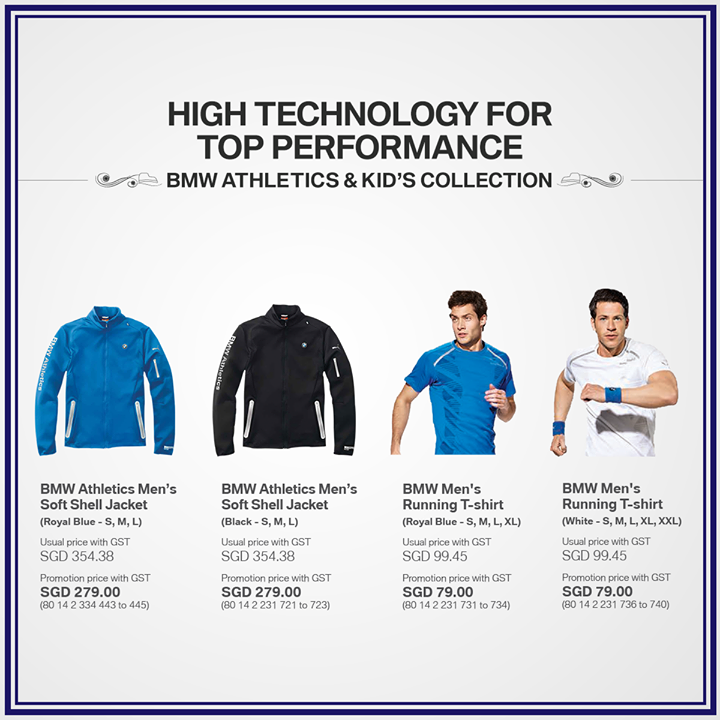 HIGH TECHNOLOGY FOR
TOP PERFORMANCE
BMW ATHLETICS & KID'S COLLECTION
BMW Athletics
BMW Athletics
BMW Athletics Men's
Soft Shell Jacket
(Royal Blue - S, M, L)
Usual price with GST
SGD 354.38
Promotion price with GST
SGD 279.00
(80 14 2 334 443 to 445)
BMW Athletics Men's
Soft Shell Jacket
(Black - S, M, L)
Usual price with GST
SGD 354.38
Promotion price with GST
SGD 279.00
(80 14 2 231 721 to 723)
BMW Men's
Running T-shirt
(Royal Blue - S, M, L, XL)
Usual price with GST
SGD 99.45
Promotion price with GST
SGD 79.00
(80 14 2 231 731 to 734)
BMW Men's
Running T-shirt
(White - S, M, L, XL, XXL)
Usual price with GST
SGD 99.45
Promotion price with GST
SGD 79.00
(80 14 2 231 736 to 740)